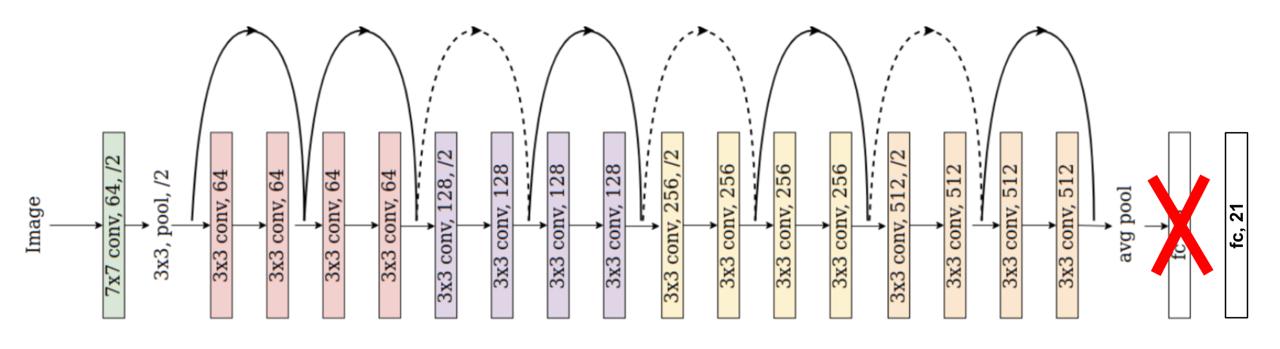 Image
7x7 conv, 64, /2
3x3, pool, /2
3x3 conv, 64
3x3 conv, 64
3x3 conv, 64
3x3 conv, 64
3x3 conv, 128, /2
3x3 conv, 128
3x3 conv, 128
3x3 conv, 128
3x3 conv, 256, /2
3x3 conv, 256
3x3 conv, 256
3x3 conv, 256
3x3 conv, 512, /2
3x3 conv, 512
3x3 conv, 512
3x3 conv, 512
avg pool
fc
fc, 21